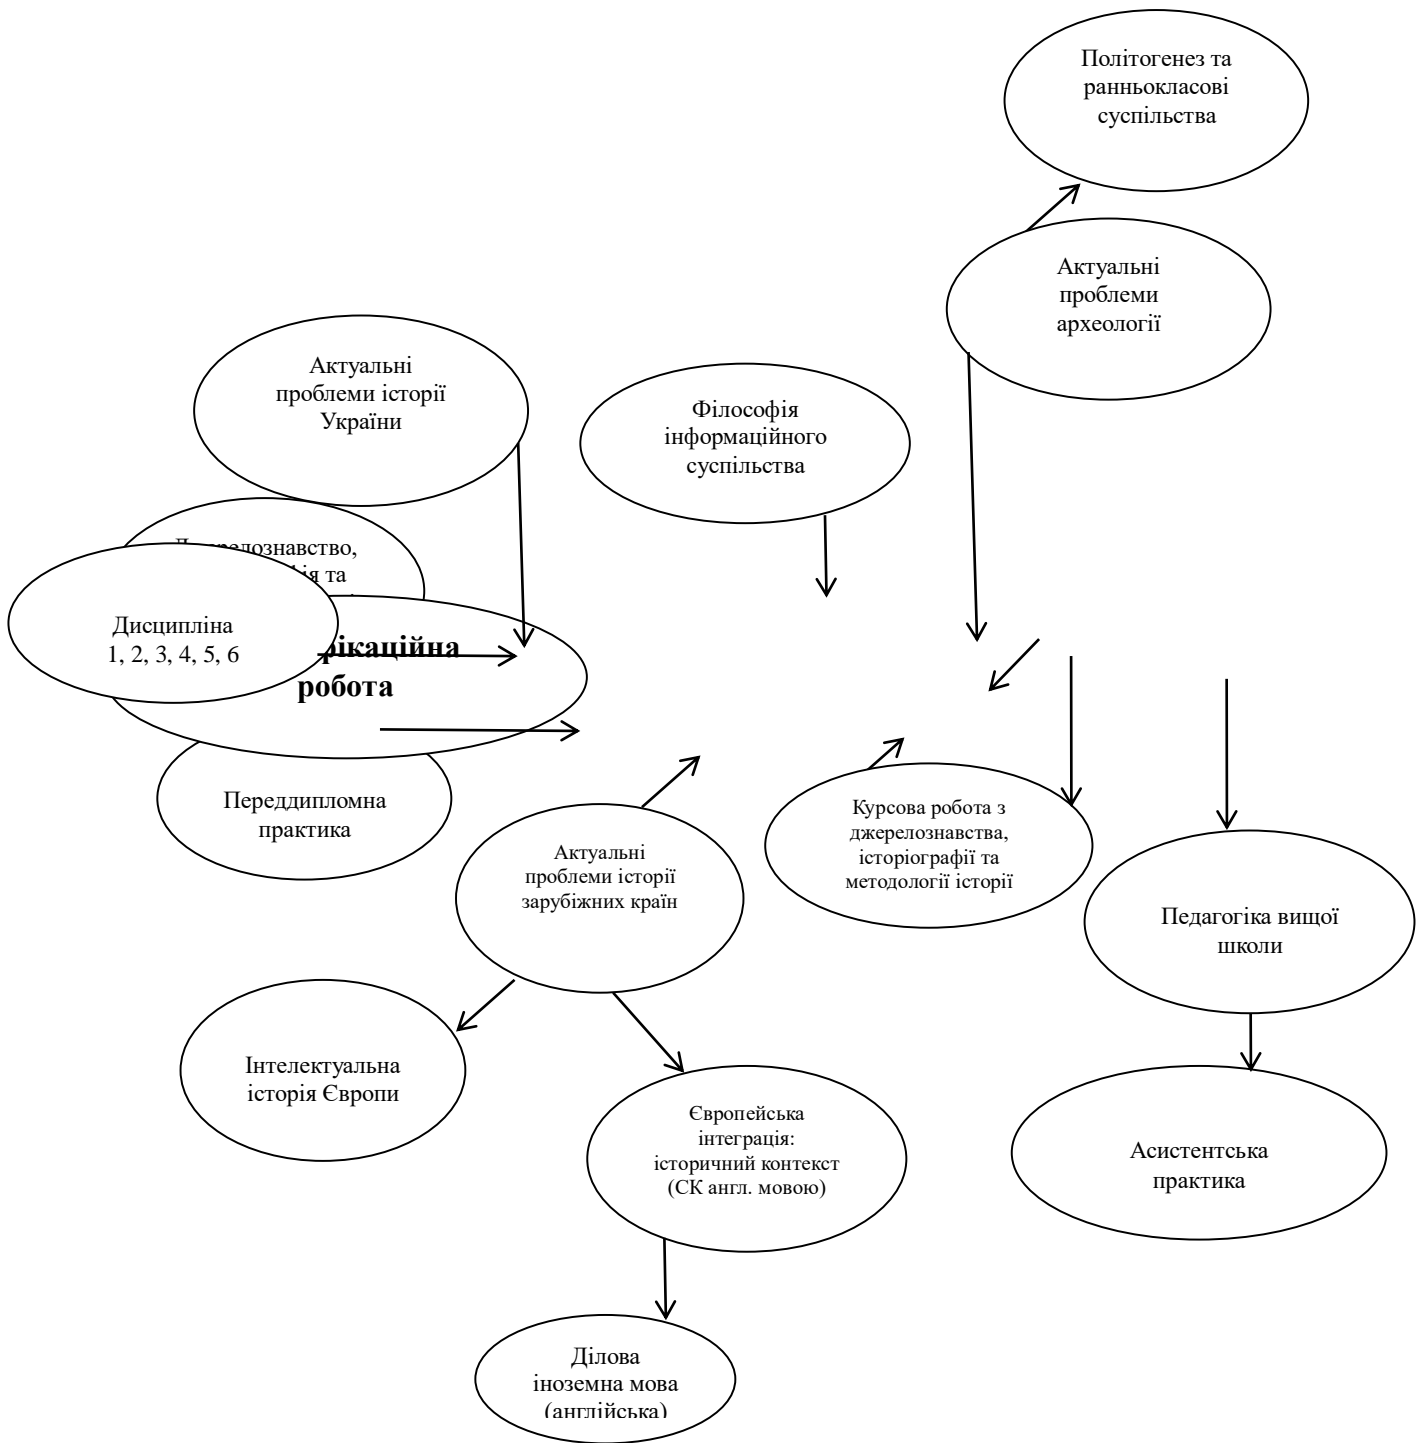 Політогенез та
ранньокласові
суспільства
Актуальні
проблеми
археології
Актуальні
проблеми історії
України
Філософія
інформаційного
суспільства
та
Дисципліна
1, 2, 3, 4, 5, 6
робота
Переддипломна
практика
Актуальні
проблеми історії
зарубіжних країн
Курсова робота з
джерелознавства,
історіографії та
методології історії
Педагогіка вищої
школи
Інтелектуальна
історія Європи
Європейська
інтеграція:
історичний контекст
(СК англ. мовою)
Асистентська
практика
Ділова
іноземна мова
(англійська)